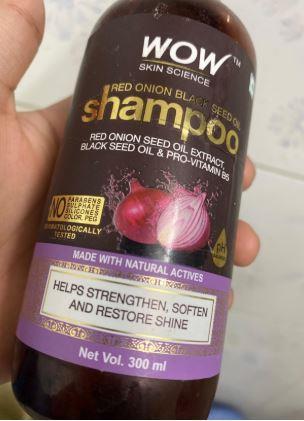 WOW™
SKIN SCIENCE
RED ONION BLACK SEED OIL
shampoo
RED ONION SEED OIL EXTRACT,
BLACK SEED OIL & PRO-VITAMIN B5
NO PARABENS
SULPHATE
SILICONES
COLOR, PEG
DERMATOLOGICALLY
TESTED
pH
MADE WITH NATURAL ACTIVES
HELPS STRENGTHEN, SOFTEN
AND RESTORE SHINE
Net Vol. 300 ml